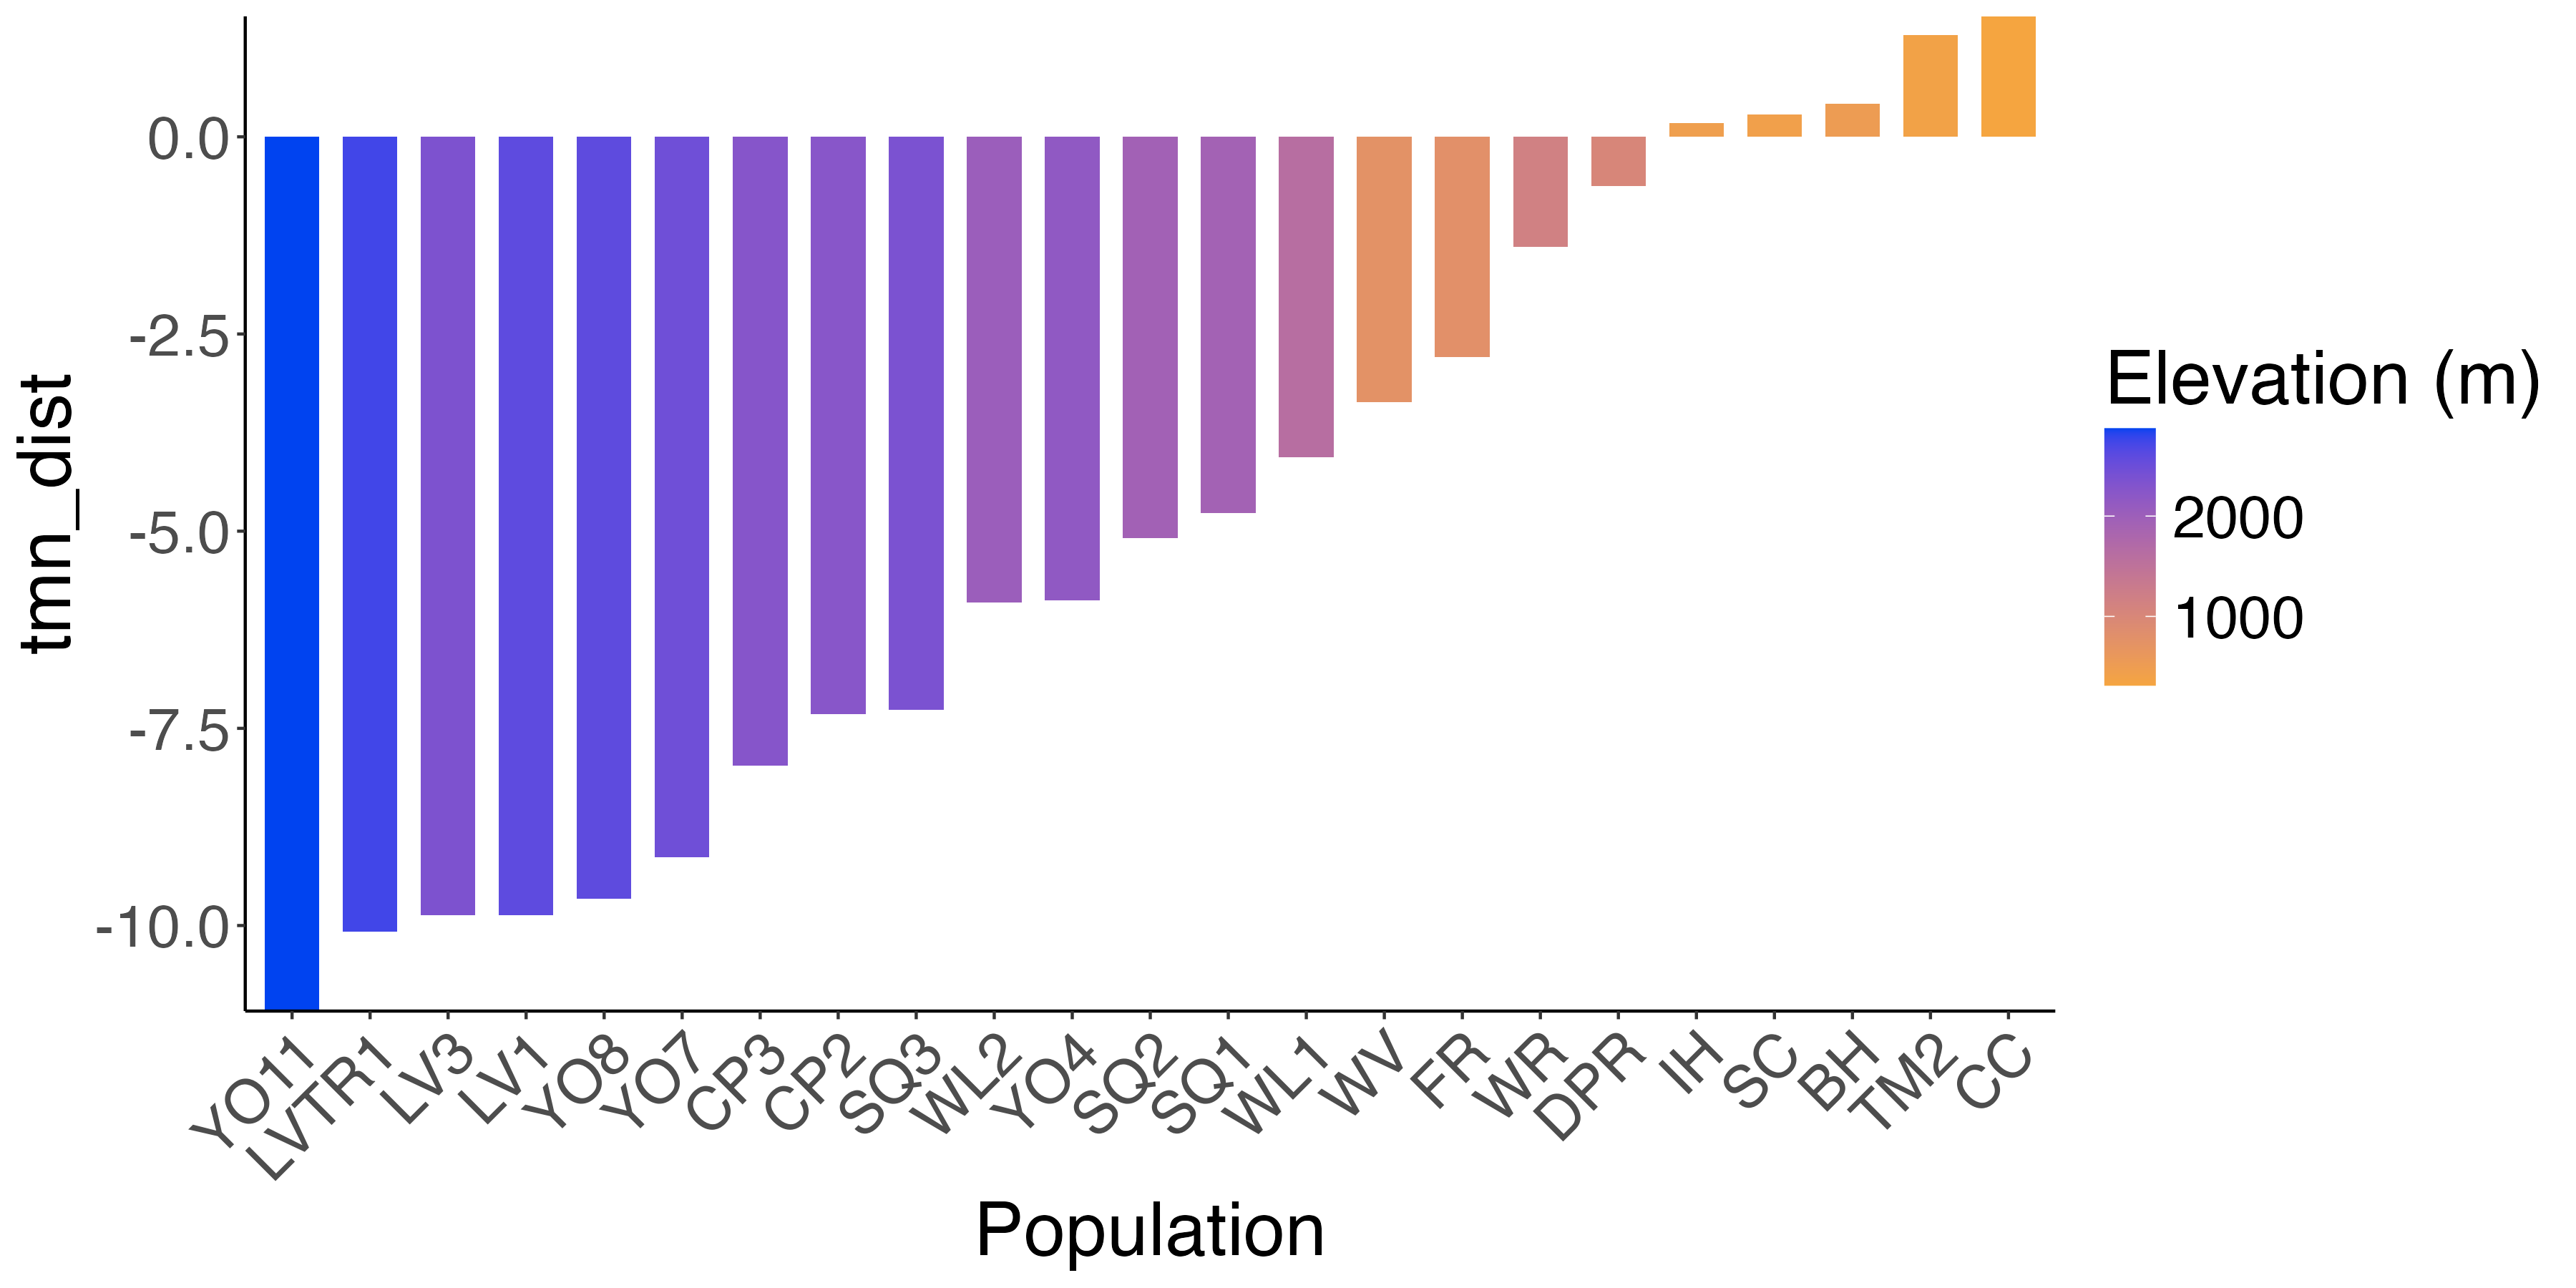 tmn_dist
0.0
-2.5
-5.0
-7.5
-10.0
YO11
LVTR1
LV3
LV1
YO8
YO7
CP3
CP2
SQ3
WL2
YO4
SQ2
SQ1
WL1
WV
FR
WR
DPR
IH
SC
BH
TM2
CC
Population
Elevation (m)
2000
1000